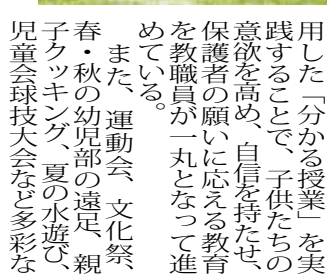 用した「分かる授業」を実
践することで、子供たちの
意欲を高め、自信を持たせ、
保護者の願いに応える教育
を教職員が一丸となって進
めている。
また、運動会、文化祭、
春・秋の幼児部の遠足、親
子クッキング、夏の水遊び、
児童会球技大会など多彩な